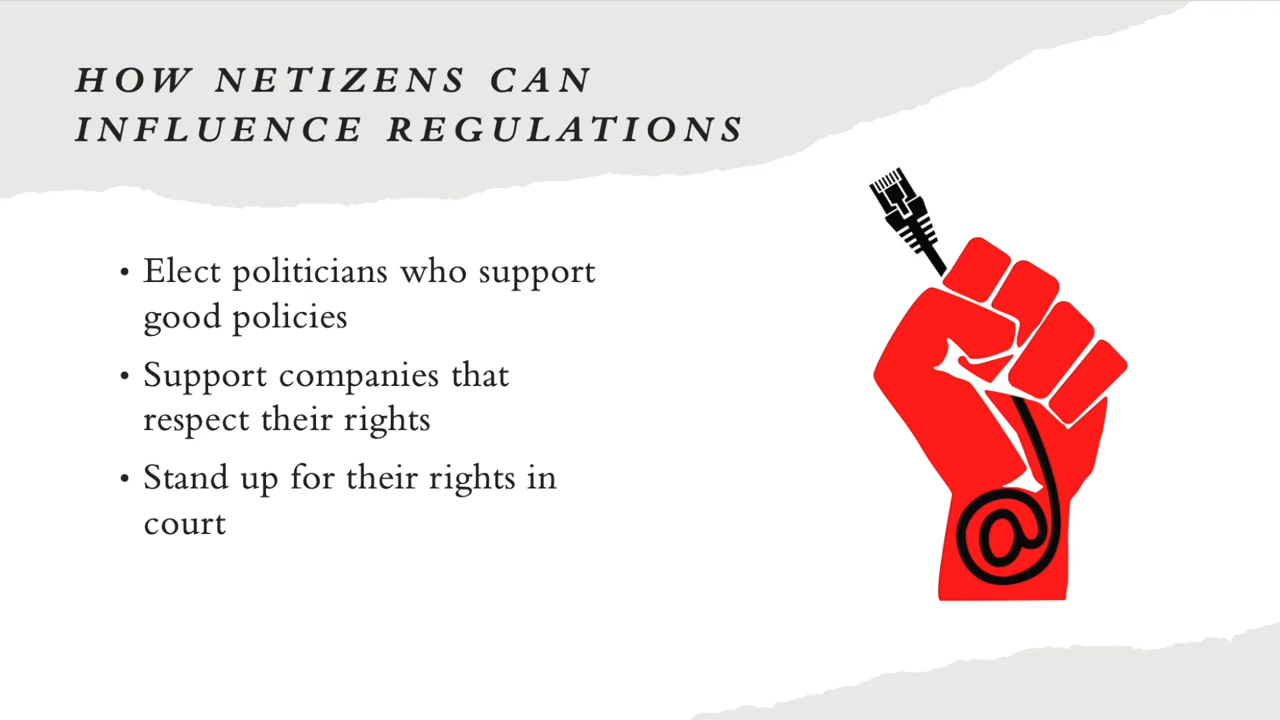 HOW NETIZENS CAN
INFLUENCE REGULATIONS
• Elect politicians who support
good policies
• Support companies that
respect their rights
• Stand up for their rights in
court
@